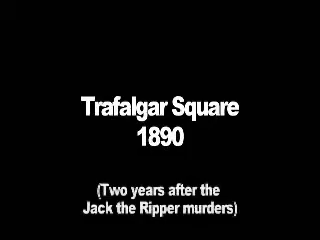 Trafalgar Square
1890
(Two years after the
Jack the Ripper murders)